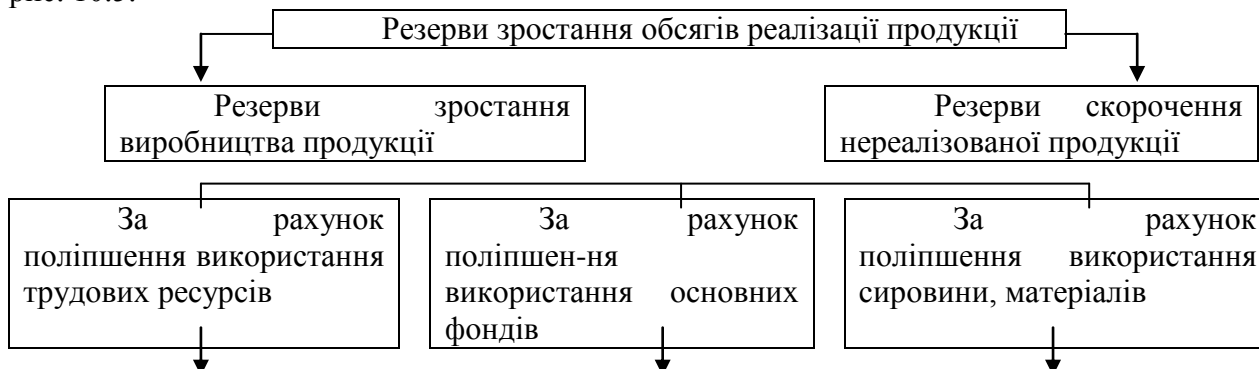 рис. 10.3.
Резерви зростання обсягів реалізації продукції
Резерви зростання
виробництва продукції
Резерви скорочення
нереалізованої продукції
За рахунок
поліпшення використання
трудових ресурсів
За рахунок
поліпшен-ня
використання основних
фондів
За рахунок
поліпшення використання
сировини, матеріалів